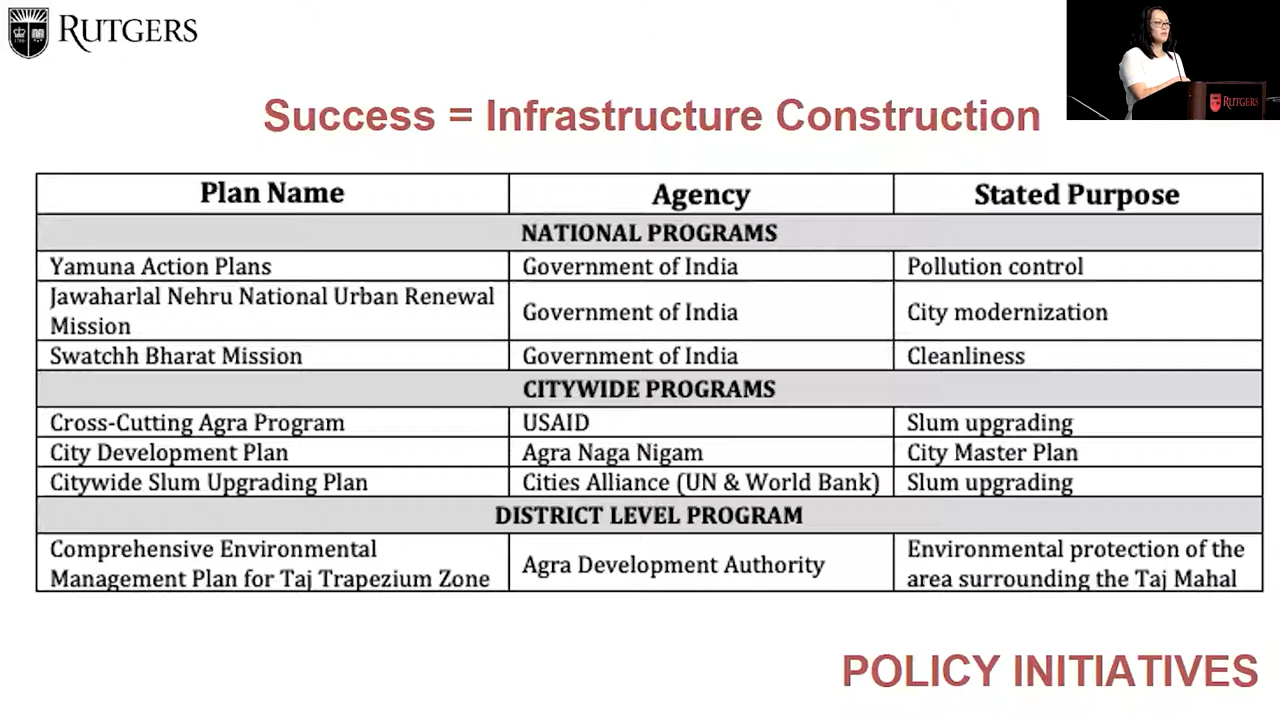 RUTGERS
RUTGERS
Success = Infrastructure Construction
Plan Name Agency Stated Purpose
NATIONAL PROGRAMS
Yamuna Action Plans Government of India Pollution control
Jawaharlal Nehru National Urban Renewal
Mission Government of India City modernization
Swatchh Bharat Mission Government of India Cleanliness
CITYWIDE PROGRAMS
Cross-Cutting Agra Program USAID Slum upgrading
City Development Plan Agra Naga Nigam City Master Plan
Citywide Slum Upgrading Plan Cities Alliance (UN & World Bank) Slum upgrading
DISTRICT LEVEL PROGRAM
Comprehensive Environmental
Management Plan for Taj Trapezium Zone
Agra Development Authority
Environmental protection of the
area surrounding the Taj Mahal
POLICY INITIATIVES